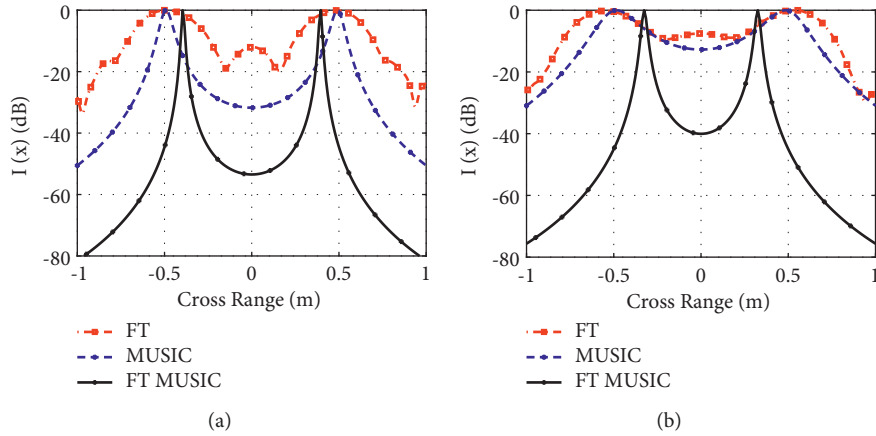 0
-20
-40
-60
-80
I (x) (dB)
-1 -0.5 0 0.5 1
Cross Range (m)
FT
MUSIC
FT MUSIC
(a)
0
-20
-40
-60
-80
I (x) (dB)
-1 -0.5 0 0.5 1
Cross Range (m)
FT
MUSIC
FT MUSIC
(b)